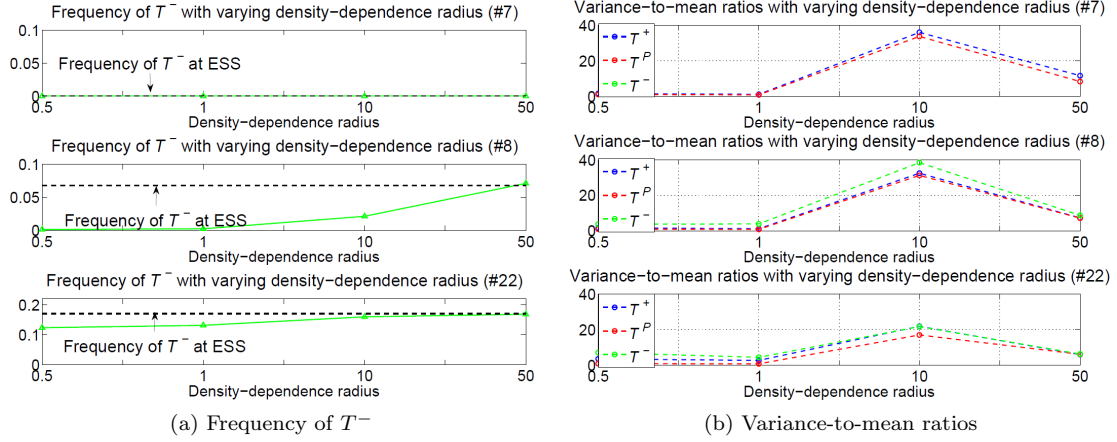 Frequency of T⁻ with varying density−dependence radius (#7)
0.1
0.05
0
Frequency of T⁻ at ESS
0.5 1 10 50
Density−dependence radius
Frequency of T⁻ with varying density−dependence radius (#8)
0.1
0.05
0
Frequency of T⁻ at ESS
0.5 1 10 50
Density−dependence radius
Frequency of T⁻ with varying density−dependence radius (#22)
0.2
0.1
0
Frequency of T⁻ at ESS
0.5 1 10 50
Density−dependence radius
(a) Frequency of T−
Variance−to−mean ratios with varying density−dependence radius (#7)
40
20
0
T⁺
Tᴾ
T⁻
0.5 1 10 50
Density−dependence radius
Variance−to−mean ratios with varying density−dependence radius (#8)
40
20
0
T⁺
Tᴾ
T⁻
0.5 1 10 50
Density−dependence radius
Variance−to−mean ratios with varying density−dependence radius (#22)
40
20
0
T⁺
Tᴾ
T⁻
0.5 1 10 50
Density−dependence radius
(b) Variance-to-mean ratios